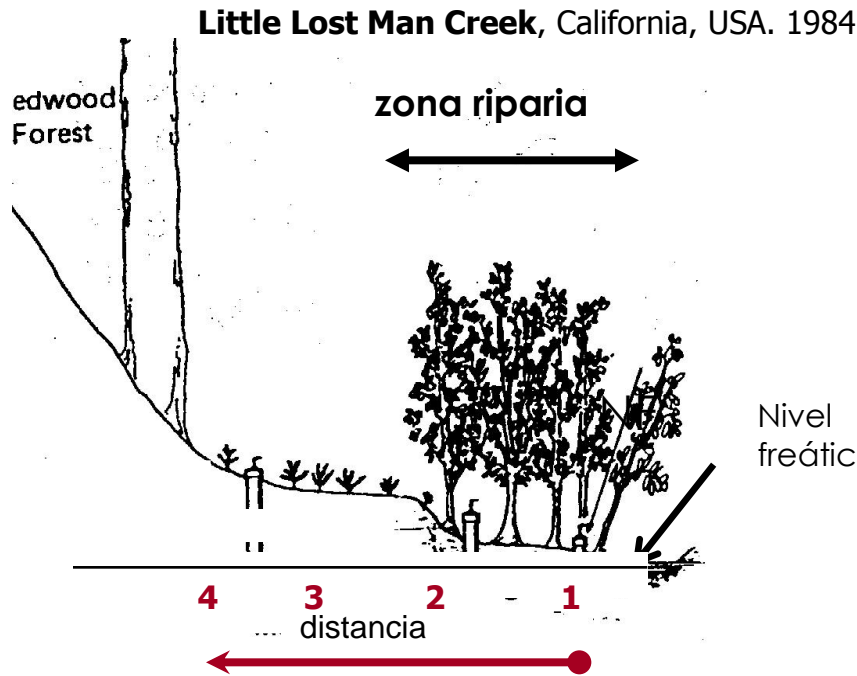 Little Lost Man Creek, California, USA. 1984
edwood
Forest
zona riparia
Nivel
freátic
4 3 2 1
distancia